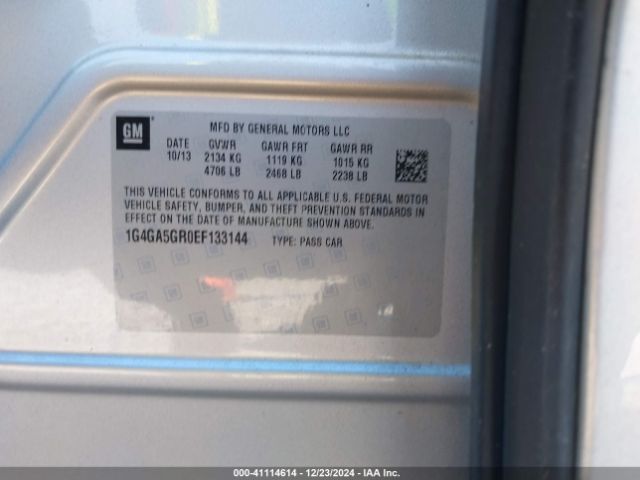 GM
MFD BY GENERAL MOTORS LLC
DATE GVWR GAWR FRT GAWR RR
10/13 2134 KG 1119 KG 1015 KG
4706 LB 2468 LB 2238 LB
THIS VEHICLE CONFORMS TO ALL APPLICABLE U.S. FEDERAL MOTOR
VEHICLE SAFETY, BUMPER, AND THEFT PREVENTION STANDARDS IN
EFFECT ON THE DATE OF MANUFACTURE SHOWN ABOVE.
1G4GA5GR0EF133144 TYPE: PASS CAR
000-41114614 - 12/23/2024 - IAA Inc.